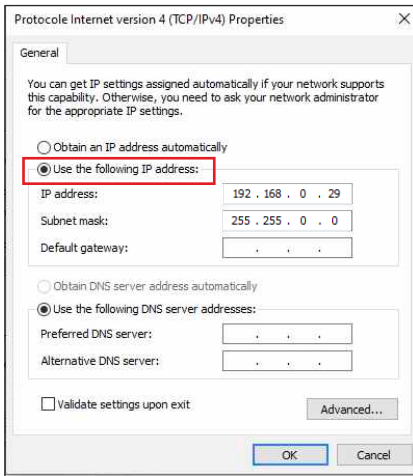 Protocole Internet version 4 (TCP/IPv4) Properties
General
You can get IP settings assigned automatically if your network supports
this capability. Otherwise, you need to ask your network administrator
for the appropriate IP settings.
Obtain an IP address automatically
Use the following IP address:
IP address: 192 . 168 . 0 . 29
Subnet mask: 255 . 255 . 0 . 0
Default gateway: . . .
Obtain DNS server address automatically
Use the following DNS server addresses:
Preferred DNS server: . . .
Alternative DNS server: . . .
Validate settings upon exit
Advanced...
OK Cancel